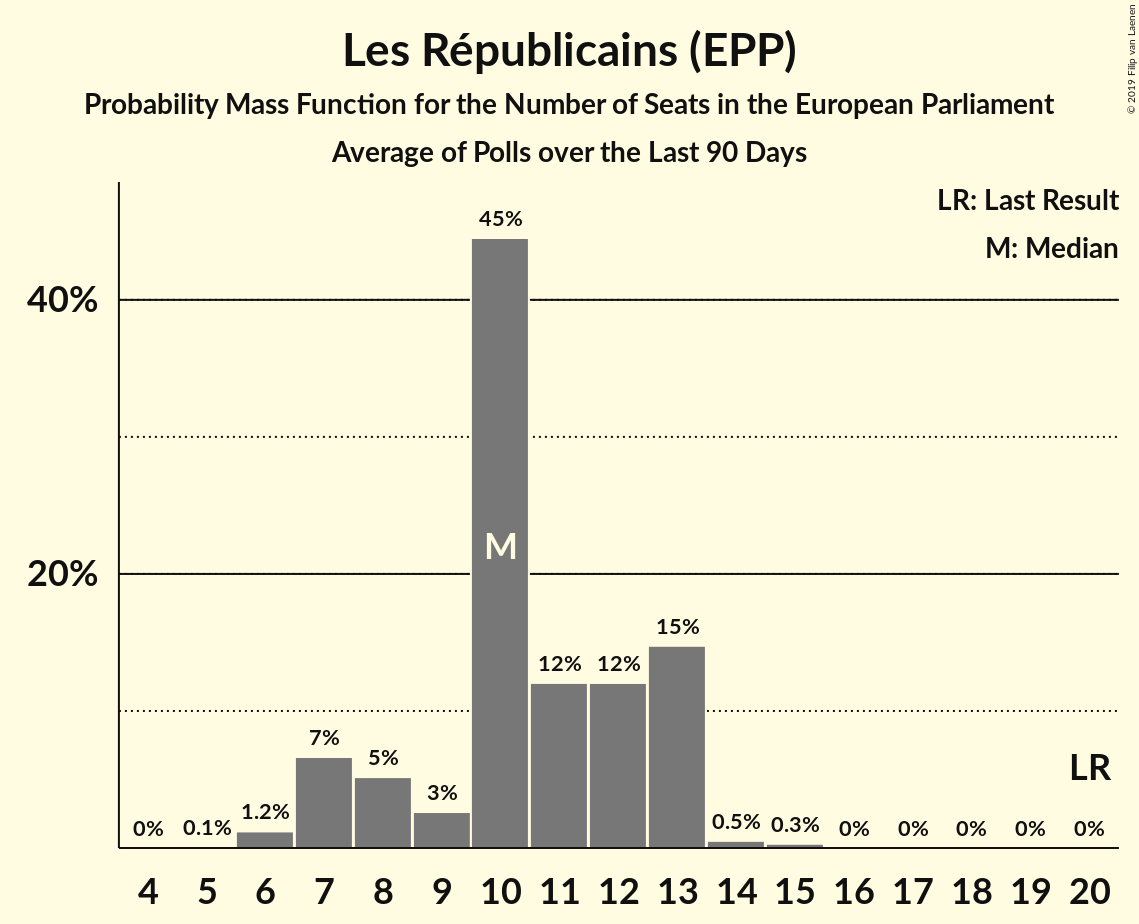 Les Républicains (EPP)
Probability Mass Function for the Number of Seats in the European Parliament
Average of Polls over the Last 90 Days
© 2019 Filip van Laenen
LR: Last Result
M: Median
45%
40%
M
20%
15%
12% 12%
7%
5%
3%
LR
0% 0.1% 1.2% 0.5% 0.3% 0% 0% 0% 0% 0%
4 5 6 7 8 9 10 11 12 13 14 15 16 17 18 19 20